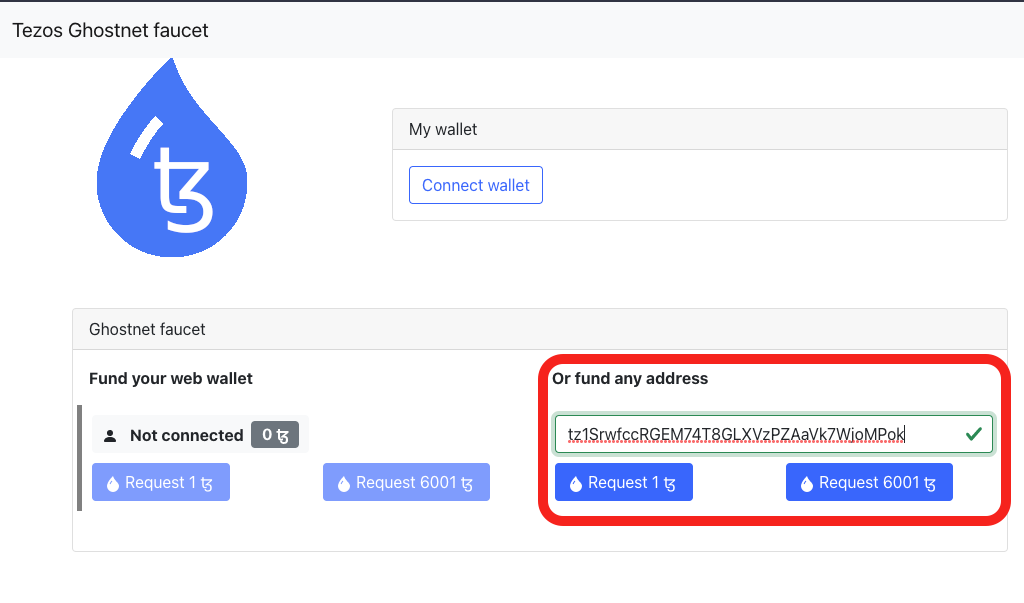 Tezos Ghostnet faucet
ꜩ
My wallet
Connect wallet
Ghostnet faucet
Fund your web wallet
Not connected 0 ꜩ
Request 1 ꜩ
Request 6001 ꜩ
Or fund any address
tz1SrwfccRGEM74T8GLXVzPZAaVk7WjoMPok
Request 1 ꜩ
Request 6001 ꜩ